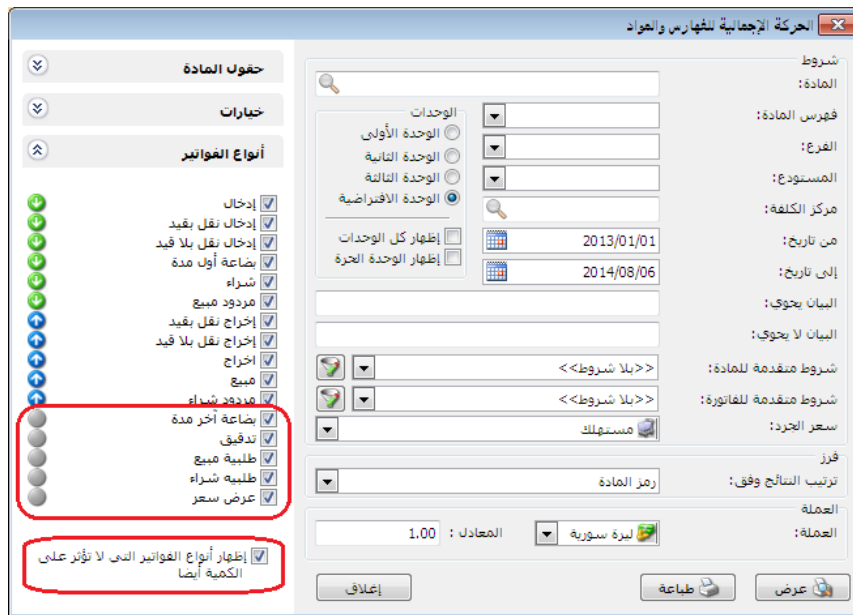 الحركة الإجمالية للفهارس والمواد
شروط
المادة:
فهرس المادة:
الفرع:
المستودع:
مركز الكلفة:
من تاريخ:
2013/01/01
إلى تاريخ:
2014/08/06
الوحدات
الوحدة الأولى
الوحدة الثانية
الوحدة الثالثة
الوحدة الافتراضية
إظهار كل الوحدات
إظهار الوحدة الحرة
البيان يحوي:
البيان لا يحوي:
شروط متقدمة للمادة:
<<بلا شروط>>
شروط متقدمة للفاتورة:
<<بلا شروط>>
سعر الجرد:
مستهلك
فرز
ترتيب النتائج وفق:
رمز المادة
العملة
العملة:
ليرة سورية
المعادل :
1.00
عرض
طباعة
إغلاق
حقول المادة
خيارات
أنواع الفواتير
إدخال
إدخال نقل بقيد
إدخال نقل بلا قيد
بضاعة أول مدة
شراء
مردود مبيع
إخراج نقل بقيد
إخراج نقل بلا قيد
اخراج
مبيع
مردود شراء
بضاعة آخر مدة
تدقيق
طلبية مبيع
طلبيه شراء
عرض سعر
إظهار أنواع الفواتير التي لا تؤثر على
الكمية أيضا